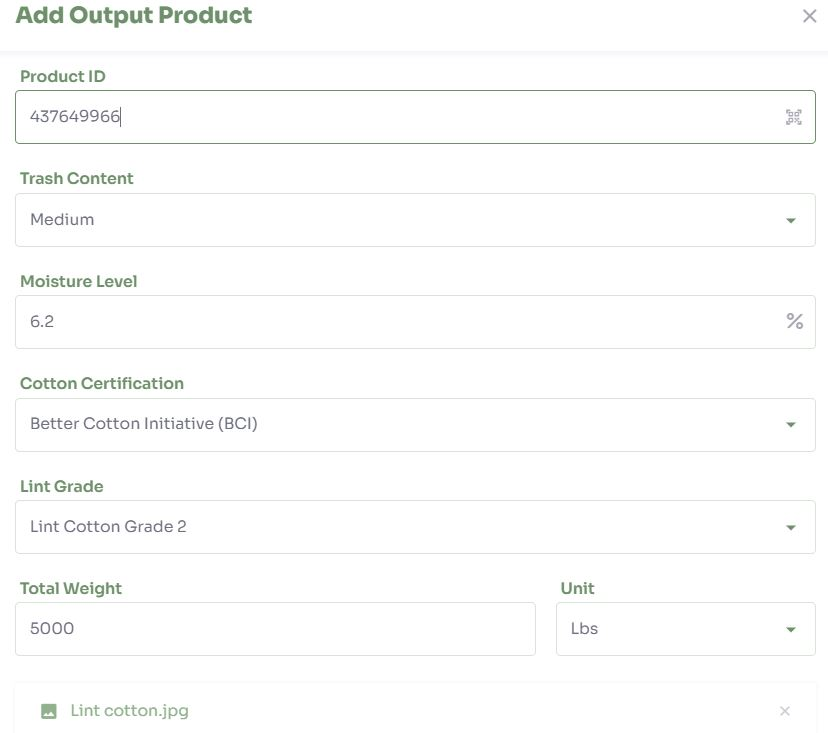 Add Output Product
Product ID
437649966
Trash Content
Medium
Moisture Level
6.2 %
Cotton Certification
Better Cotton Initiative (BCI)
Lint Grade
Lint Cotton Grade 2
Total Weight Unit
5000 Lbs
Lint cotton.jpg